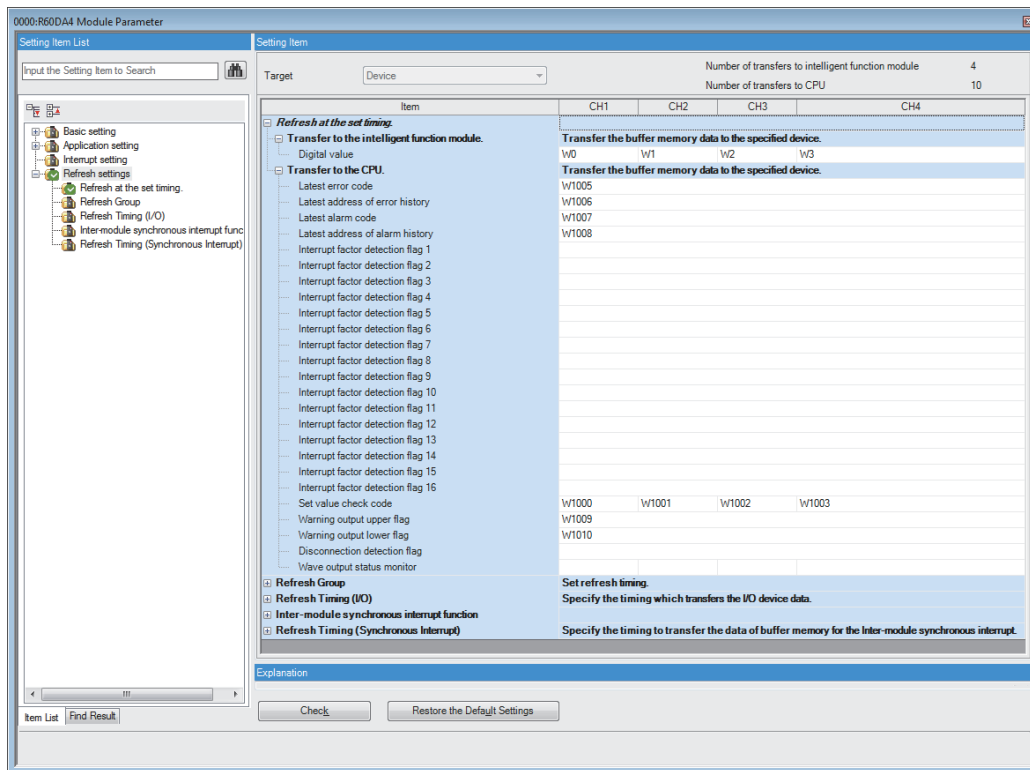 0000:R60DA4 Module Parameter
Setting Item List
Input the Setting Item to Search
Basic setting
Application setting
Interrupt setting
Refresh settings
Refresh at the set timing.
Refresh Group
Refresh Timing (I/O)
Inter-module synchronous interrupt func
Refresh Timing (Synchronous Interrupt)
Item List Find Result
Setting Item
Target Device
Number of transfers to intelligent function module 4
Number of transfers to CPU 10
Item CH1 CH2 CH3 CH4
Refresh at the set timing.
Transfer to the intelligent function module. Transfer the buffer memory data to the specified device.
Digital value W0 W1 W2 W3
Transfer to the CPU. Transfer the buffer memory data to the specified device.
Latest error code W1005
Latest address of error history W1006
Latest alarm code W1007
Latest address of alarm history W1008
Interrupt factor detection flag 1
Interrupt factor detection flag 2
Interrupt factor detection flag 3
Interrupt factor detection flag 4
Interrupt factor detection flag 5
Interrupt factor detection flag 6
Interrupt factor detection flag 7
Interrupt factor detection flag 8
Interrupt factor detection flag 9
Interrupt factor detection flag 10
Interrupt factor detection flag 11
Interrupt factor detection flag 12
Interrupt factor detection flag 13
Interrupt factor detection flag 14
Interrupt factor detection flag 15
Interrupt factor detection flag 16
Set value check code W1000 W1001 W1002 W1003
Warning output upper flag W1009
Warning output lower flag W1010
Disconnection detection flag
Wave output status monitor
Refresh Group Set refresh timing.
Refresh Timing (I/O) Specify the timing which transfers the I/O device data.
Inter-module synchronous interrupt function
Refresh Timing (Synchronous Interrupt) Specify the timing to transfer the data of buffer memory for the Inter-module synchronous interrupt.
Explanation
Check Restore the Default Settings